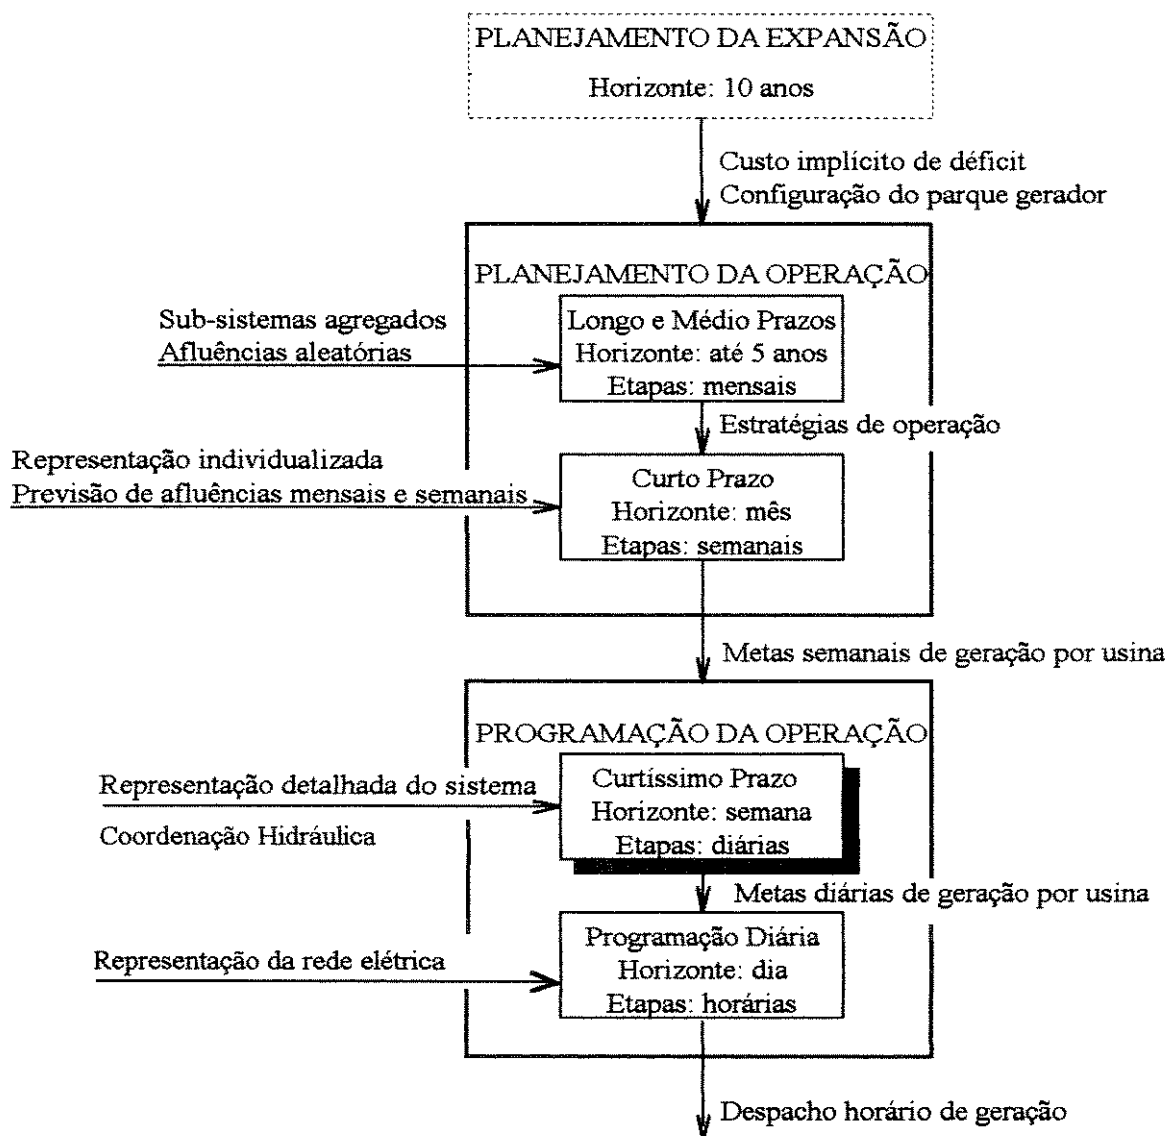 PLANEJAMENTO DA EXPANSÃO
Horizonte: 10 anos
Custo implícito de déficit
Configuração do parque gerador
PLANEJAMENTO DA OPERAÇÃO
Sub-sistemas agregados
Afluências aleatórias
Longo e Médio Prazos
Horizonte: até 5 anos
Etapas: mensais
Estratégias de operação
Representação individualizada
Previsão de afluências mensais e semanais
Curto Prazo
Horizonte: mês
Etapas: semanais
Metas semanais de geração por usina
PROGRAMAÇÃO DA OPERAÇÃO
Representação detalhada do sistema
Coordenação Hidráulica
Curtíssimo Prazo
Horizonte: semana
Etapas: diárias
Metas diárias de geração por usina
Representação da rede elétrica
Programação Diária
Horizonte: dia
Etapas: horárias
Despacho horário de geração